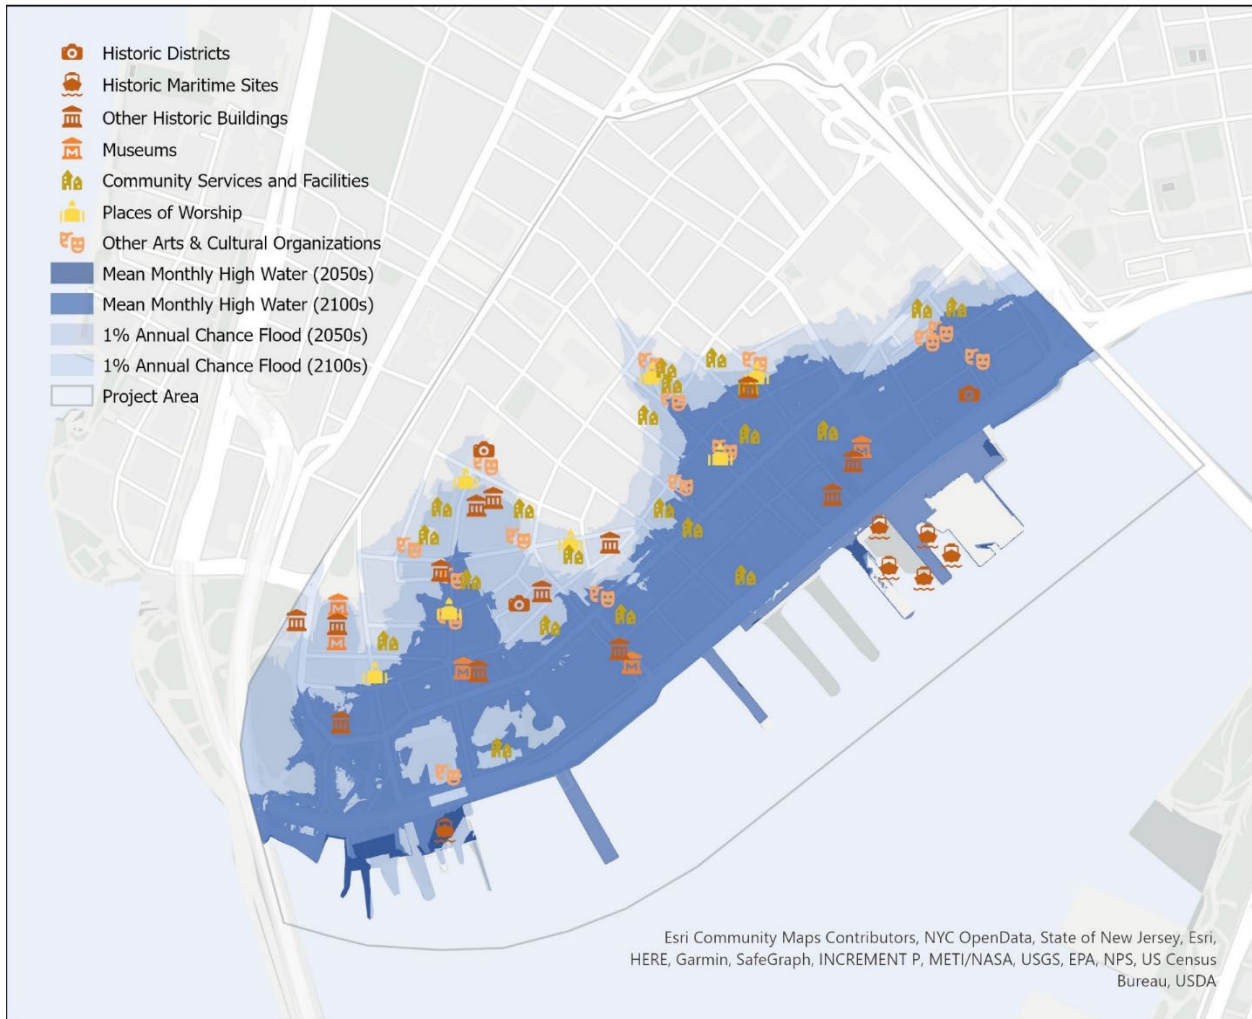 Historic Districts
Historic Maritime Sites
Other Historic Buildings
Museums
Community Services and Facilities
Places of Worship
Other Arts & Cultural Organizations
Mean Monthly High Water (2050s)
Mean Monthly High Water (2100s)
1% Annual Chance Flood (2050s)
1% Annual Chance Flood (2100s)
Project Area
Esri Community Maps Contributors, NYC OpenData, State of New Jersey, Esri,
HERE, Garmin, SafeGraph, INCREMENT P, METI/NASA, USGS, EPA, NPS, US Census
Bureau, USDA